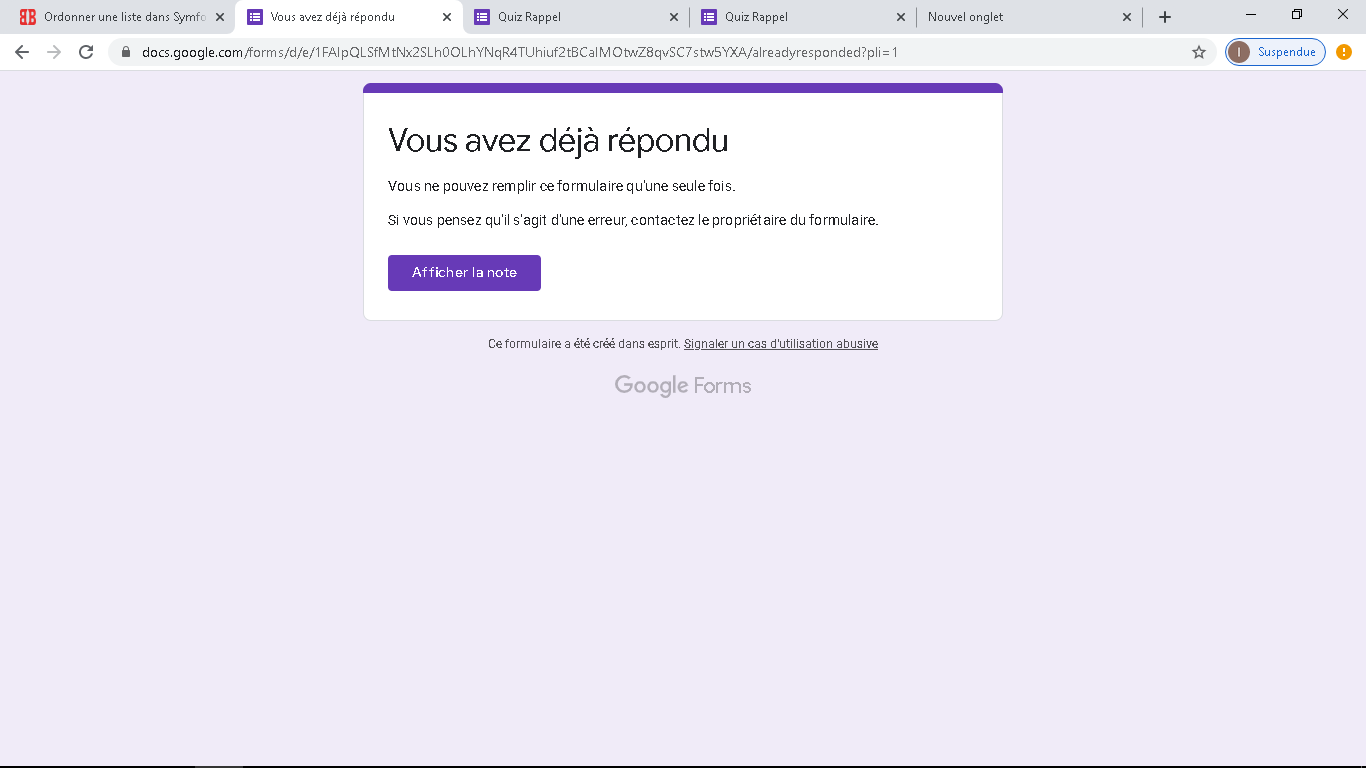 Ordonner une liste dans Symfo
Vous avez déjà répondu
Quiz Rappel
Quiz Rappel
Nouvel onglet
docs.google.com/forms/d/e/1FAIpQLSfMtNx2SLh0OLhYNqR4TUhiuf2tBCaIMOtwZ8qvSC7stw5YXA/alreadyresponded?pli=1
I
Suspendue
Vous avez déjà répondu
Vous ne pouvez remplir ce formulaire qu'une seule fois.
Si vous pensez qu'il s'agit d'une erreur, contactez le propriétaire du formulaire.
Afficher la note
Ce formulaire a été créé dans esprit. Signaler un cas d'utilisation abusive
Google Forms